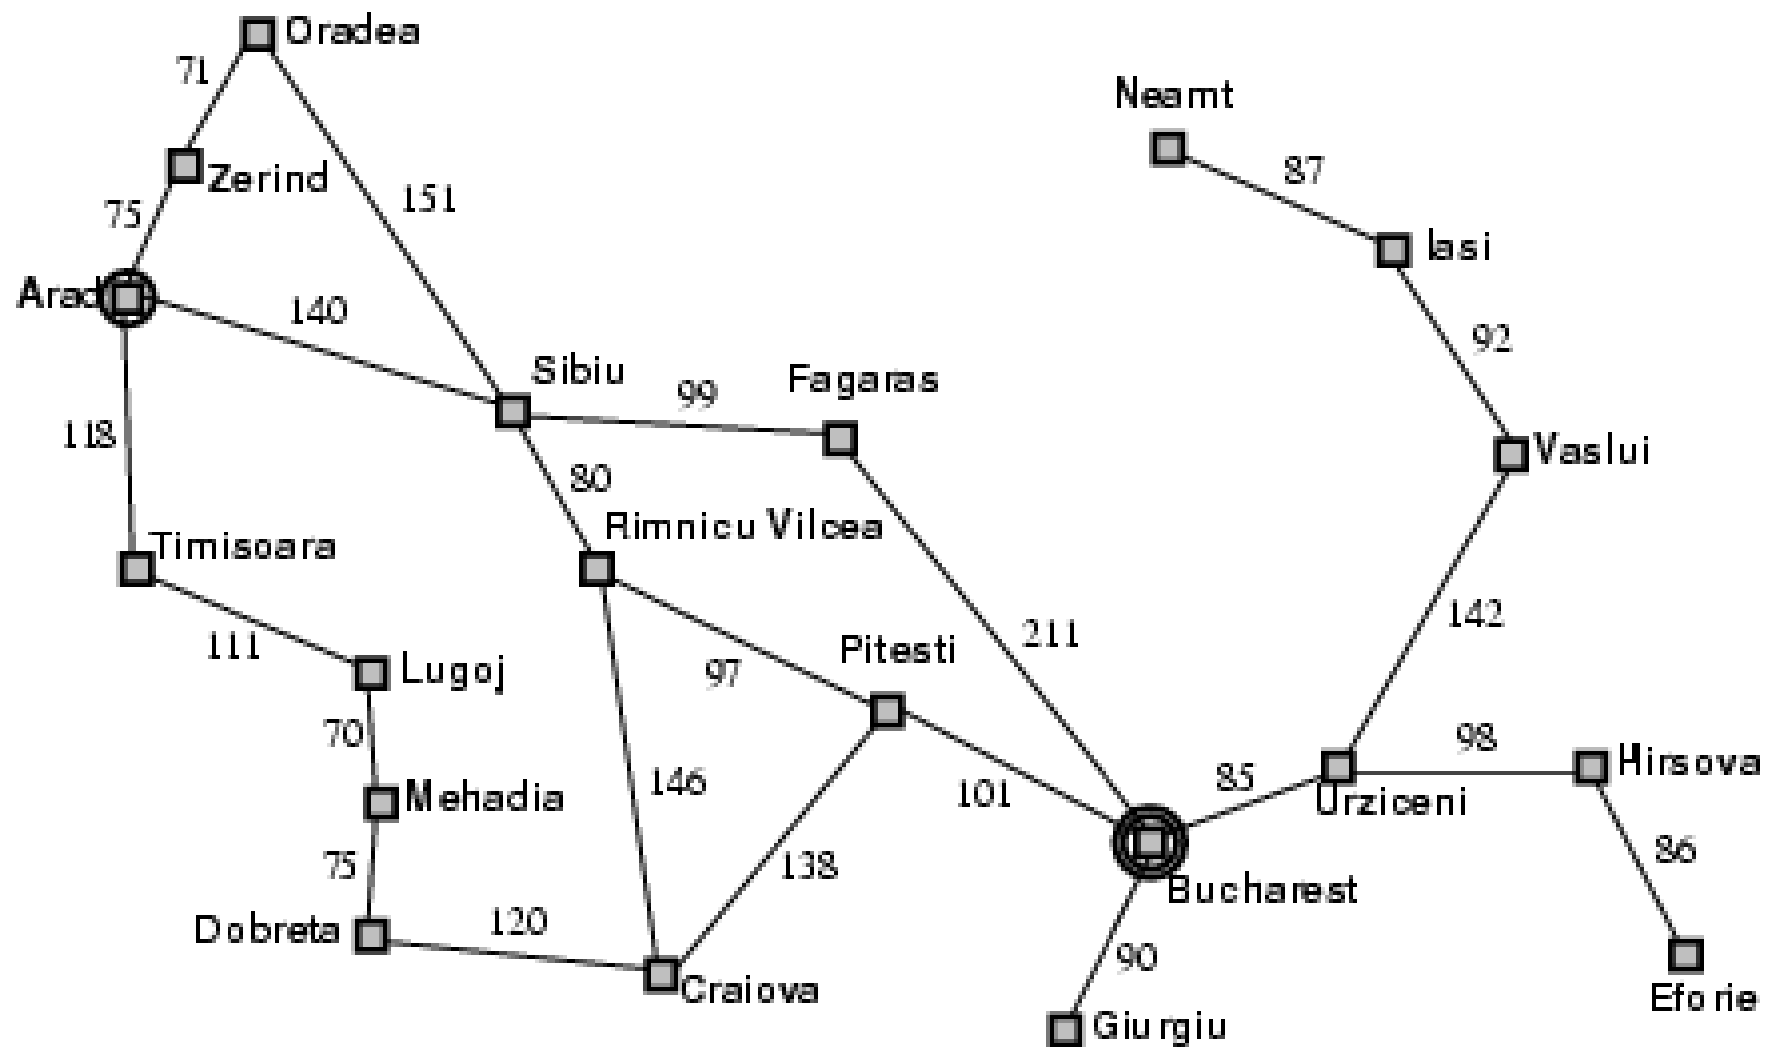 Oradea
71
Neamt
87
Zerind
151
75
Iasi
Arad
140
92
Sibiu
99
Fagaras
118
80
Vaslui
Timisoara
Rimnicu Vilcea
211
142
111
Lugoj
97
Pitesti
70
146
101
98
Hirsova
85
Urziceni
Mehadia
75
138
86
Bucharest
Dobreta
120
90
Craiova
Eforie
Giurgiu